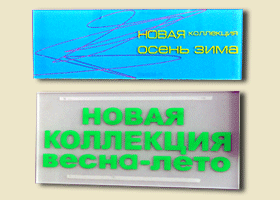 НОВАЯ коллекция
осень зима
НОВАЯ
КОЛЛЕКЦИЯ
весна-лето